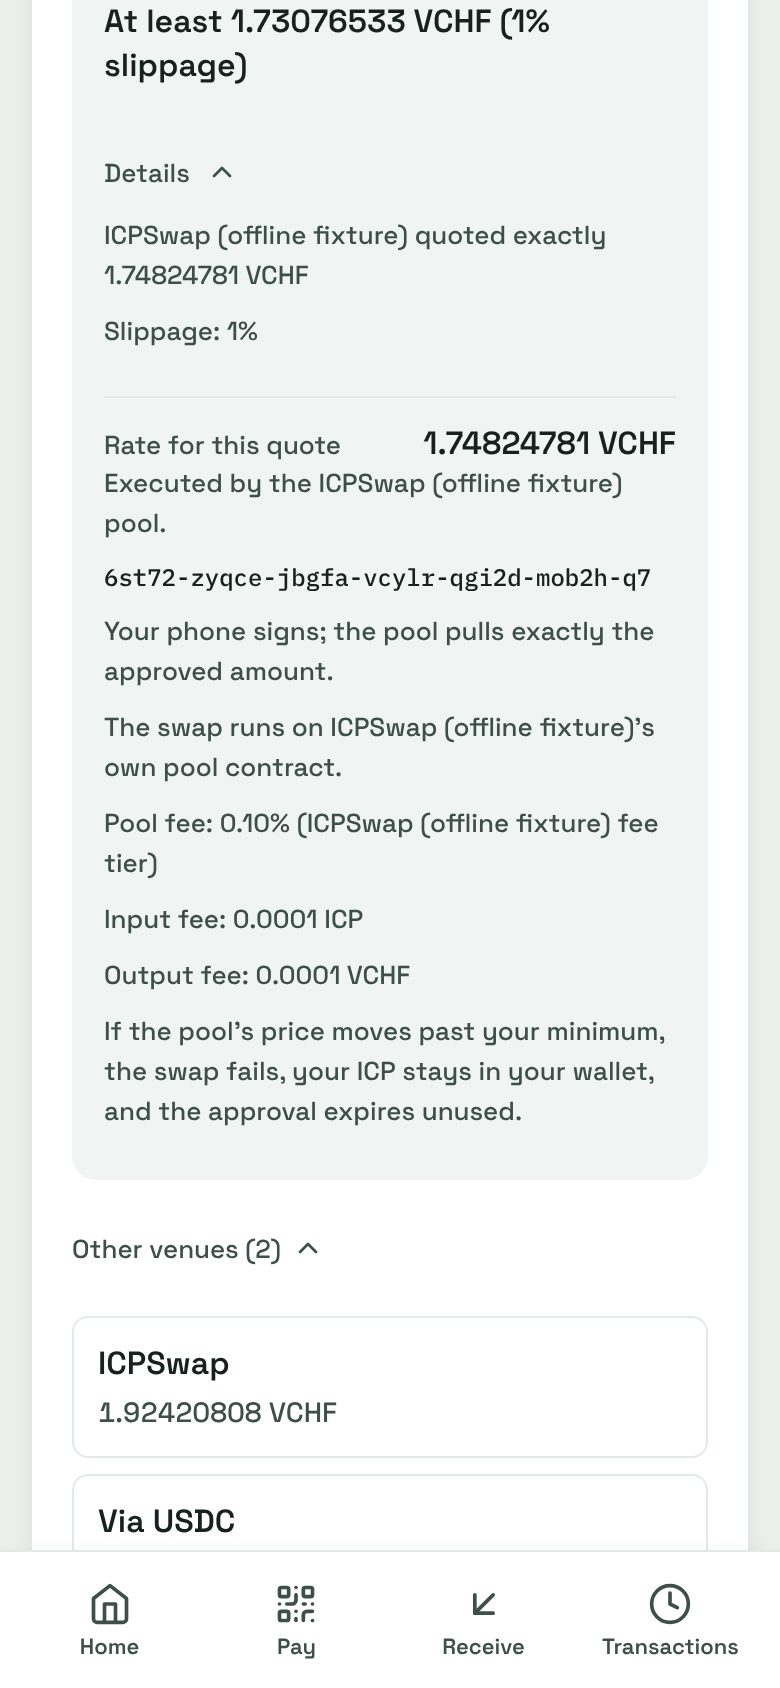 At least 1.73076533 VCHF (1%
slippage)
Details
ICPSwap (offline fixture) quoted exactly
1.74824781 VCHF
Slippage: 1%
Rate for this quote 1.74824781 VCHF
Executed by the ICPSwap (offline fixture)
pool.
6st72-zyqce-jbgfa-vcylr-qgi2d-mob2h-q7
Your phone signs; the pool pulls exactly the
approved amount.
The swap runs on ICPSwap (offline fixture)’s
own pool contract.
Pool fee: 0.10% (ICPSwap (offline fixture) fee
tier)
Input fee: 0.0001 ICP
Output fee: 0.0001 VCHF
If the pool’s price moves past your minimum,
the swap fails, your ICP stays in your wallet,
and the approval expires unused.
Other venues (2)
ICPSwap
1.92420808 VCHF
Via USDC
Home Pay Receive Transactions